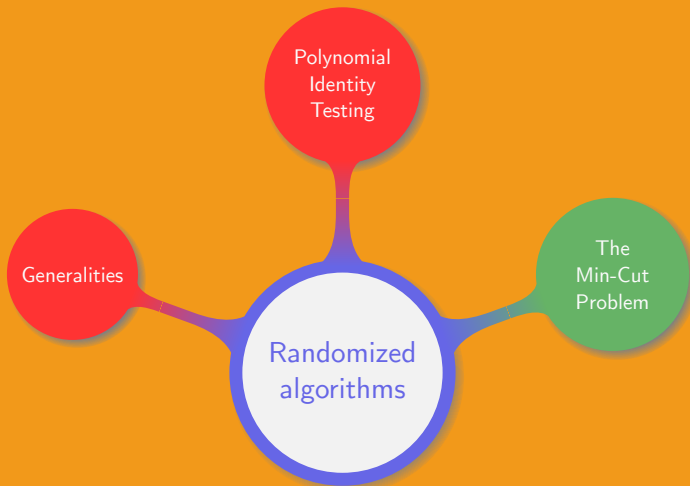 Polynomial
Identity
Testing
Generalities
The
Min-Cut
Problem
Randomized
algorithms